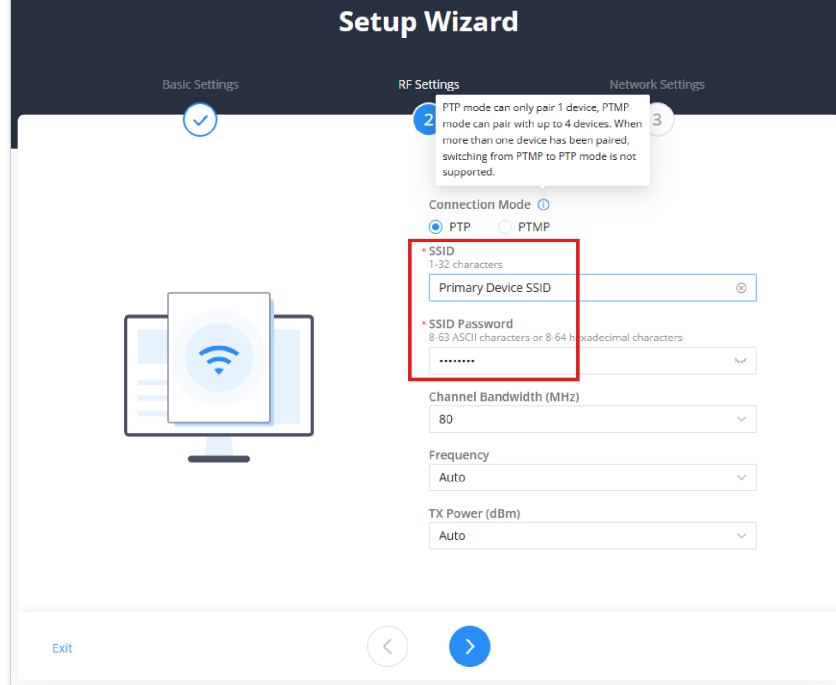 Setup Wizard
Basic Settings
RF Settings
Network Settings
2
3
PTP mode can only pair 1 device, PTMP
mode can pair with up to 4 devices. When
more than one device has been paired,
switching from PTMP to PTP mode is not
supported.
Connection Mode
PTP
PTMP
* SSID
1-32 characters
Primary Device SSID
* SSID Password
8-63 ASCII characters or 8-64 hexadecimal characters
••••••••
Channel Bandwidth (MHz)
80
Frequency
Auto
TX Power (dBm)
Auto
Exit